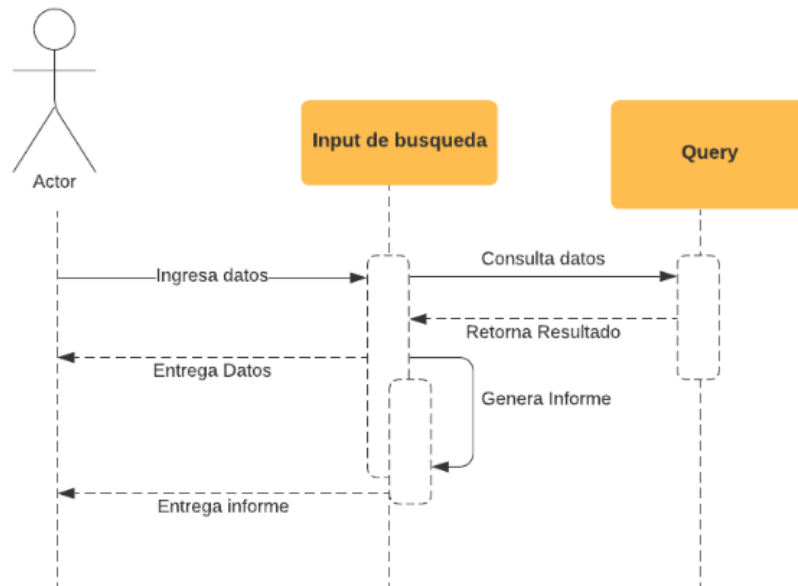 Actor
Input de busqueda
Query
Ingresa datos
Consulta datos
Retorna Resultado
Entrega Datos
Genera Informe
Entrega informe